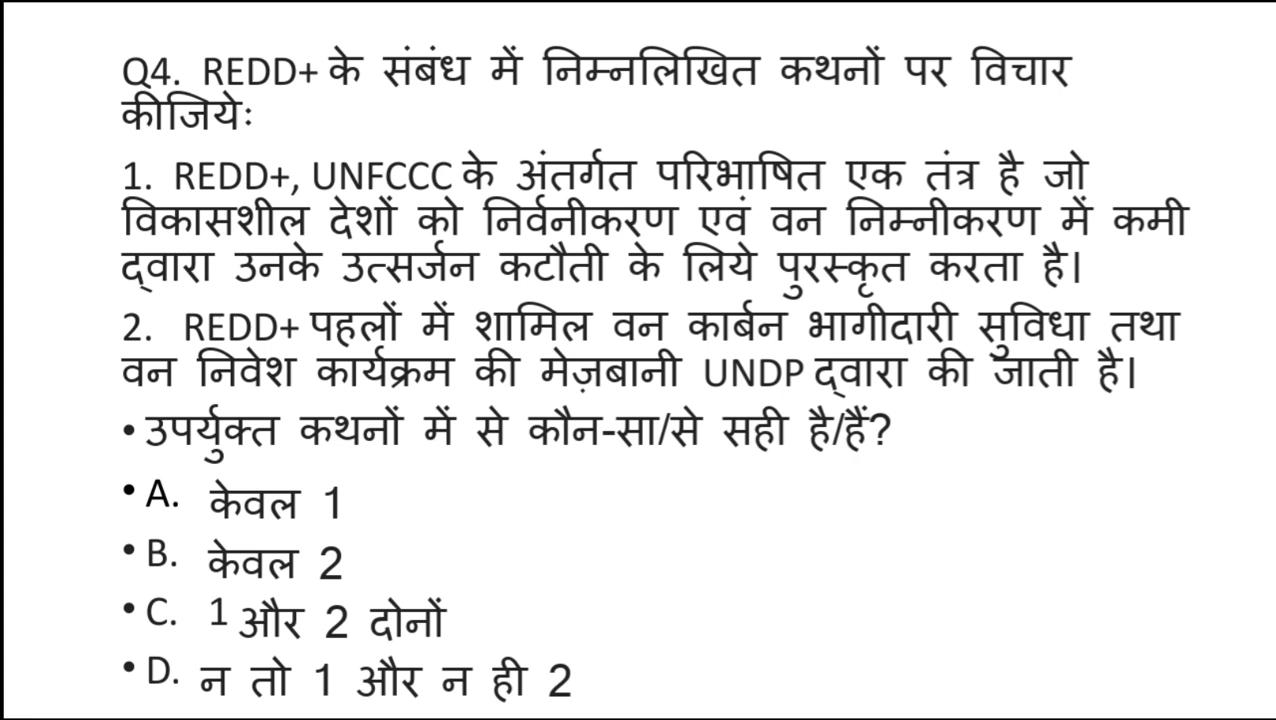 Q4. REDD+ के संबंध में निम्नलिखित कथनों पर विचार
कीजियेः
1. REDD+, UNFCCC के अंतर्गत परिभाषित एक तंत्र है जो
विकासशील देशों को निर्वनीकरण एवं वन निम्नीकरण में कमी
द्वारा उनके उत्सर्जन कटौती के लिये पुरस्कृत करता है।
2. REDD+ पहलों में शामिल वन कार्बन भागीदारी सुविधा तथा
वन निवेश कार्यक्रम की मेज़बानी UNDP द्वारा की जाती है।
• उपर्युक्त कथनों में से कौन-सा/से सही है/हैं?
• A. केवल 1
• B. केवल 2
• C. 1 और 2 दोनों
• D. न तो 1 और न ही 2